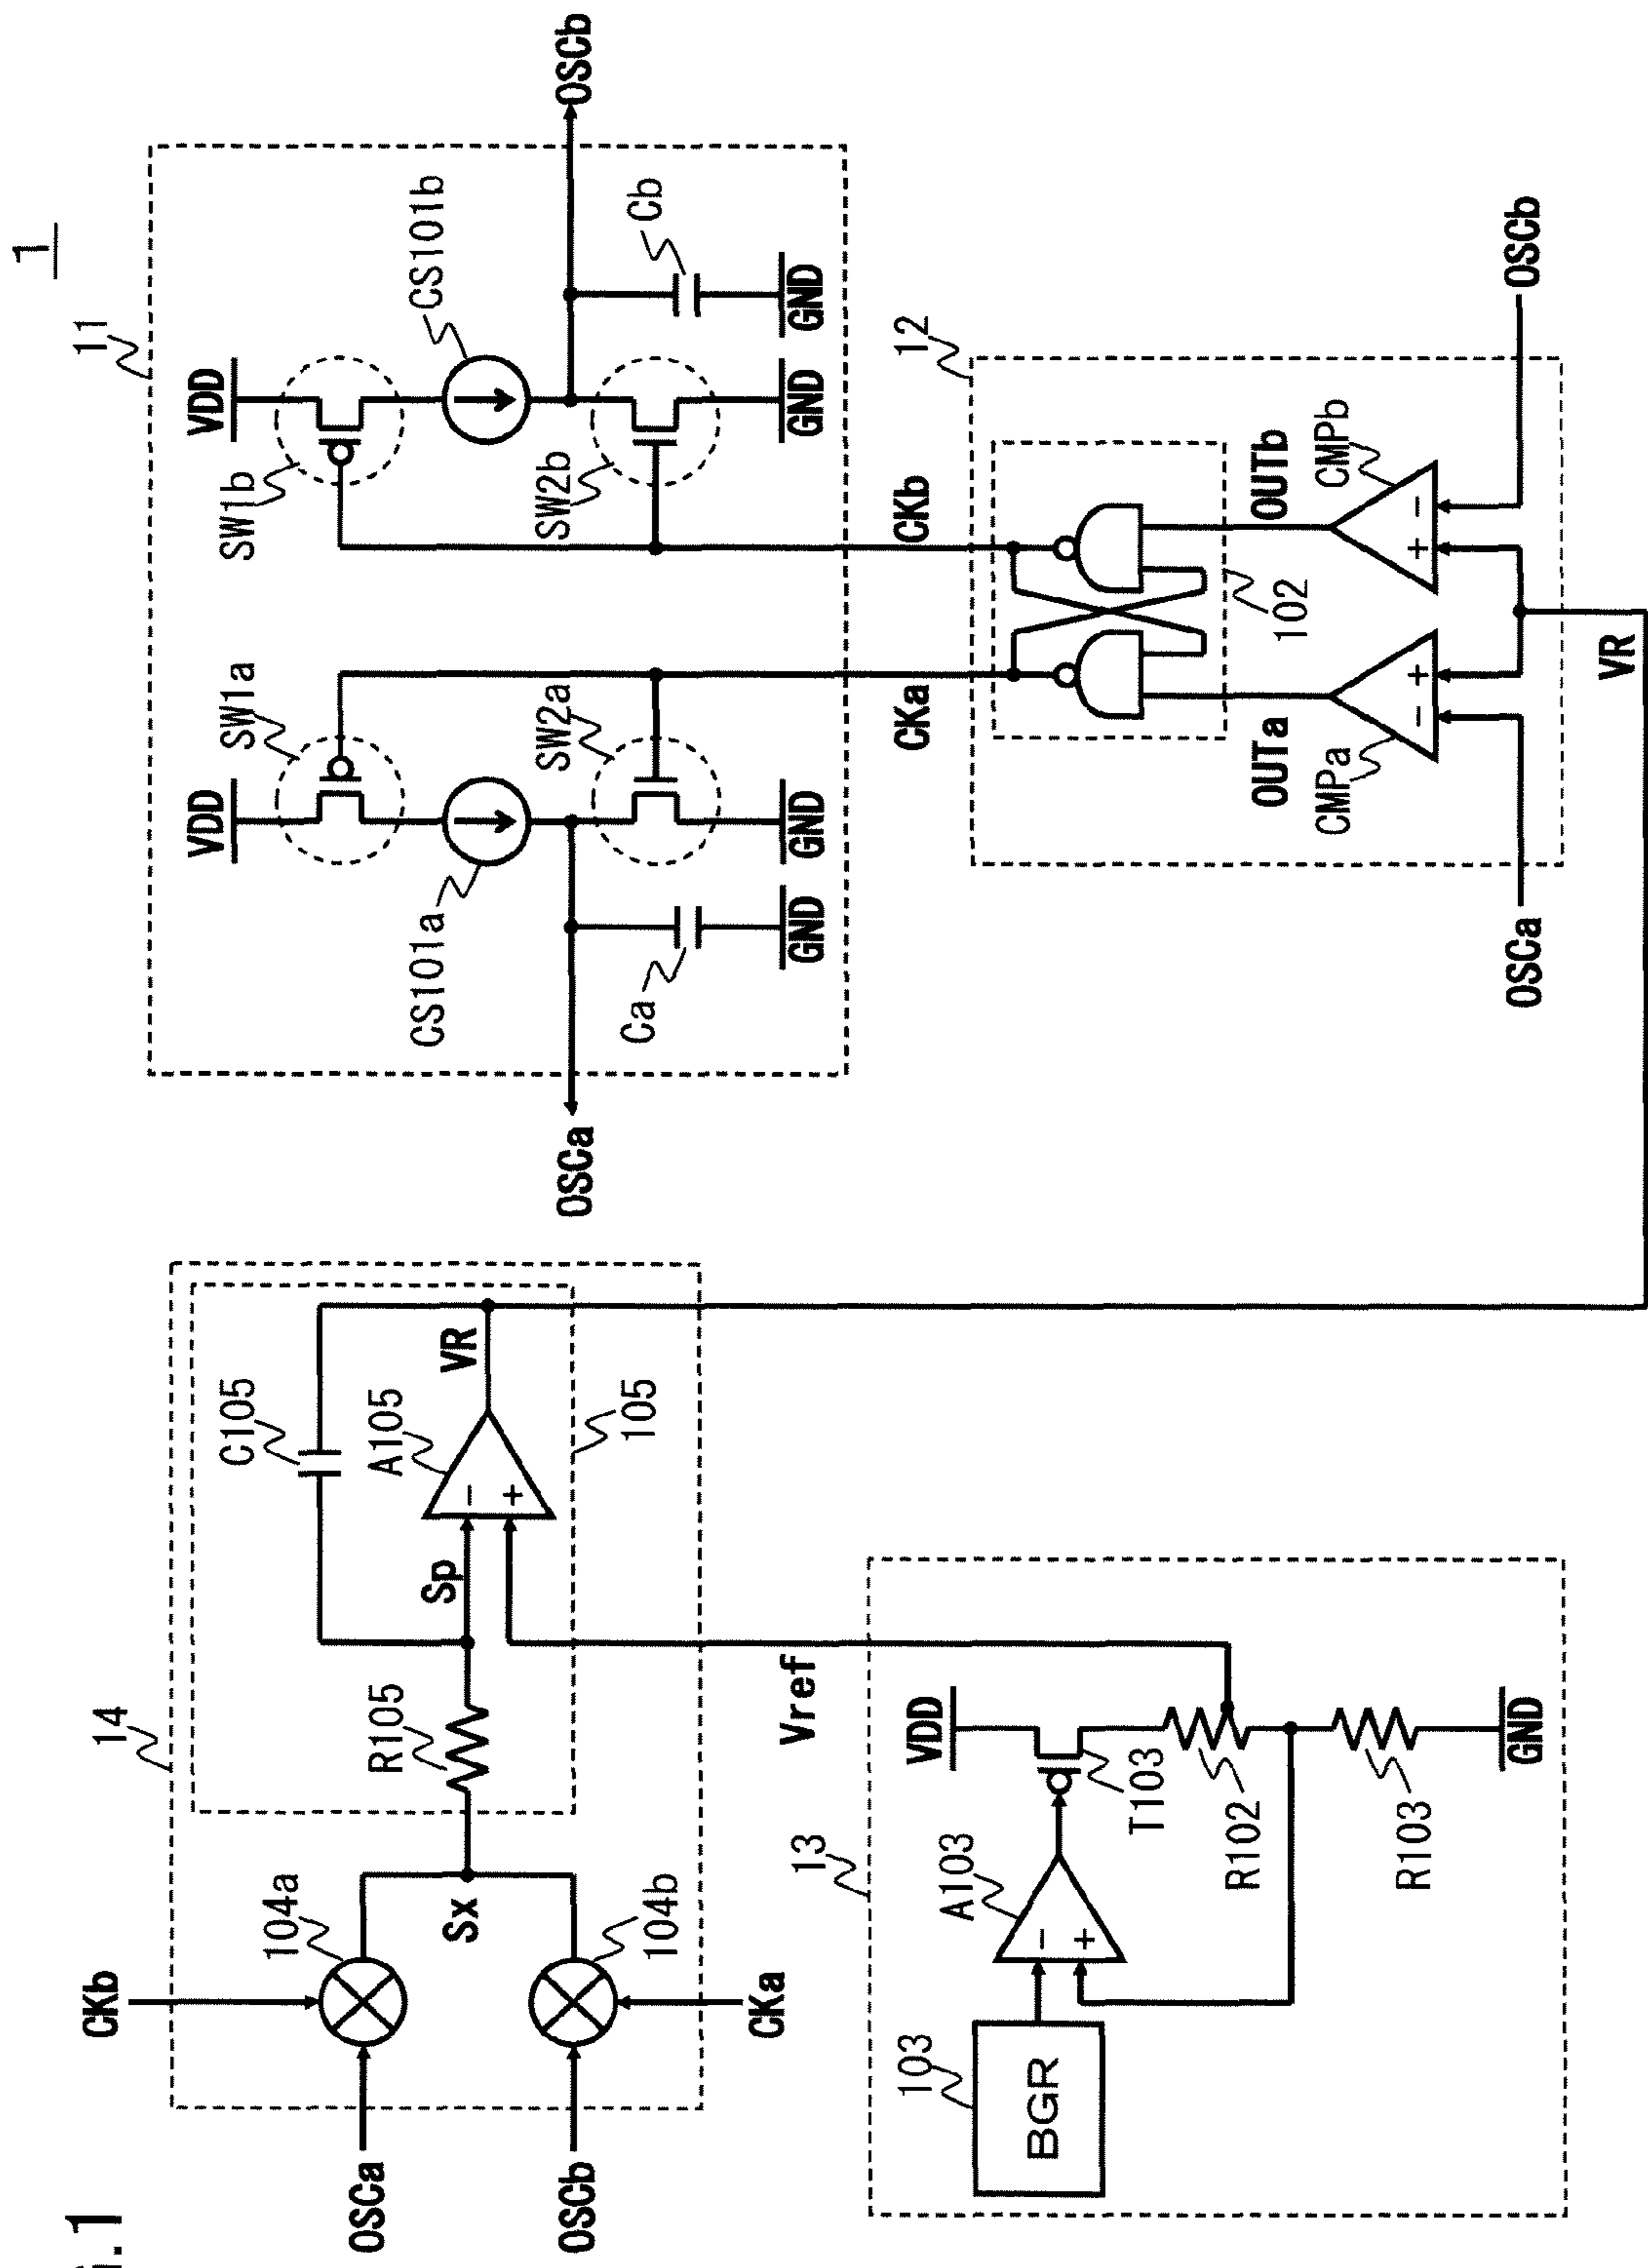 .1
1
11
VDD
SW1a
CS101a
SW2a
GND
Ca
GND
OSCa
VDD
SW1b
CS101b
SW2b
GND
Cb
GND
OSCb
12
CKa
CKb
102
OUTa
OUTb
CMPa
-
+
CMPb
+
-
OSCa
OSCb
VR
14
CKb
OSCa
104a
Sx
OSCb
104b
CKa
R105
C105
Sp
A105
-
+
VR
105
Vref
13
103
BGR
A103
-
+
VDD
T103
R102
R103
GND